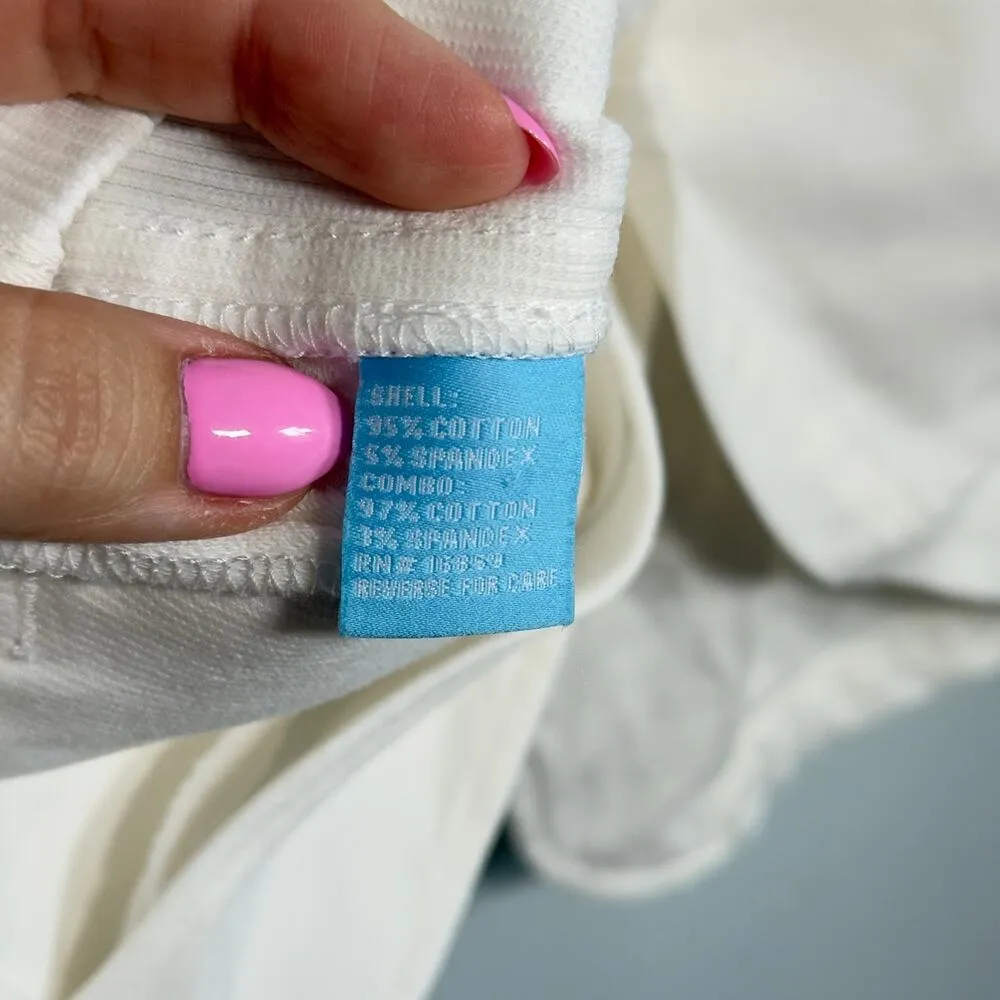 SHELL:
95% COTTON
5% SPANDEX
COMBO:
97% COTTON
3% SPANDEX
RN# 16859
REVERSE FOR CARE